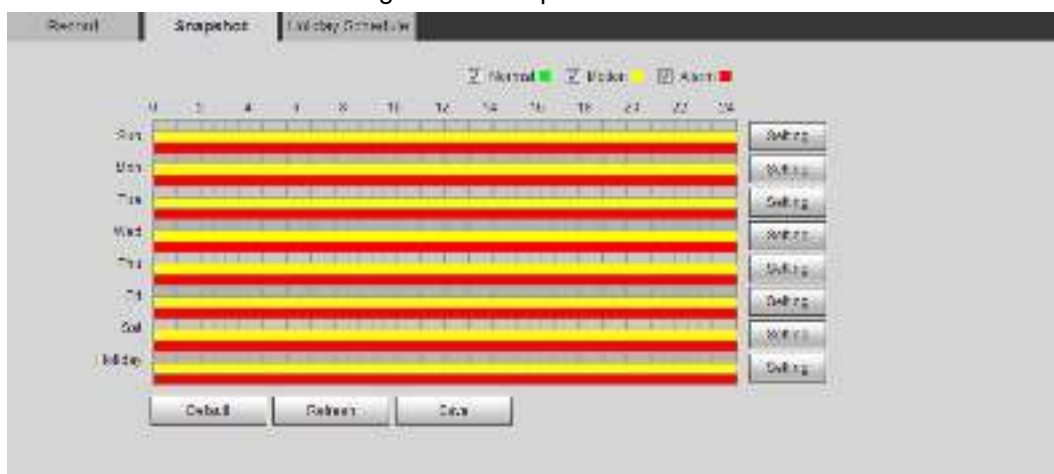 Record Snapshot Holiday Schedule
Normal Motion Alarm
0 2 4 6 8 10 12 14 16 18 20 22 24
Sun Setting
Mon Setting
Tue Setting
Wed Setting
Thu Setting
Fri Setting
Sat Setting
Holiday Setting
Default Refresh Save